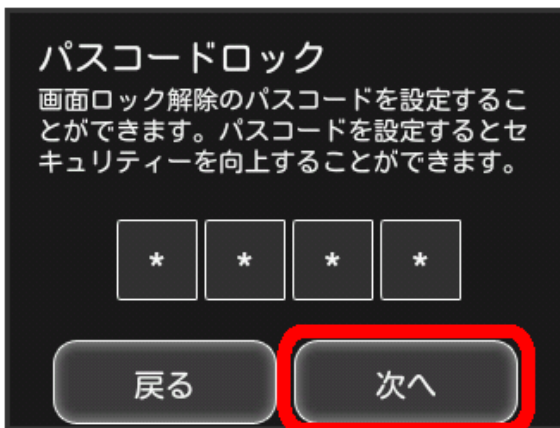 パスコードロック
画面ロック解除のパスコードを設定するこ
とができます。パスコードを設定するとセ
キュリティーを向上することができます。
* * * *
戻る 次へ